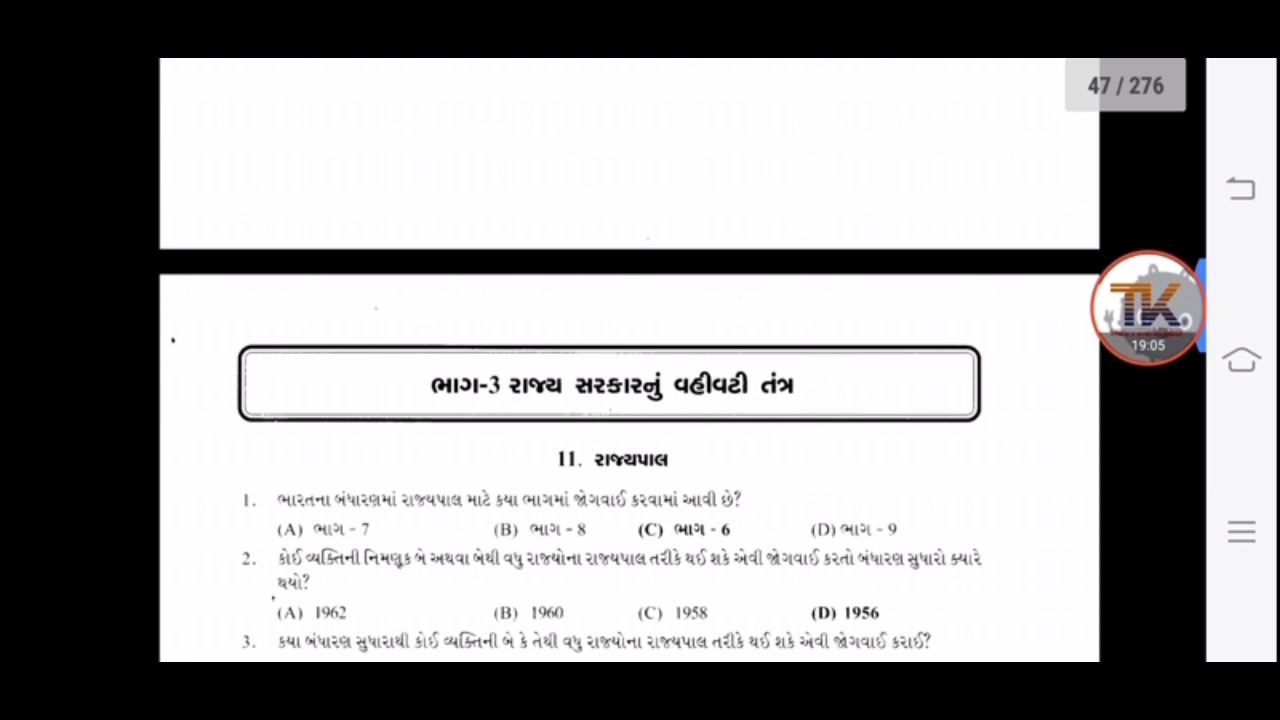 47 / 276
19:05
ભાગ-3 રાજ્ય સરકારનું વહીવટી તંત્ર
11. રાજ્યપાલ
1. ભારતના બંધારણમાં રાજ્યપાલ માટે કયા ભાગમાં જોગવાઈ કરવામાં આવી છે?
(A) ભાગ - 7 (B) ભાગ - 8 (C) ભાગ - 6 (D) ભાગ - 9
2. કોઈ વ્યક્તિની નિમણૂક બે અથવા બેથી વધુ રાજ્યોના રાજ્યપાલ તરીકે થઈ શકે એવી જોગવાઈ કરતો બંધારણ સુધારો ક્યારે
થયો?
(A) 1962 (B) 1960 (C) 1958 (D) 1956
3. કયા બંધારણ સુધારાથી કોઈ વ્યક્તિની બે કે તેથી વધુ રાજ્યોના રાજ્યપાલ તરીકે થઈ શકે એવી જોગવાઈ કરાઈ?
TK